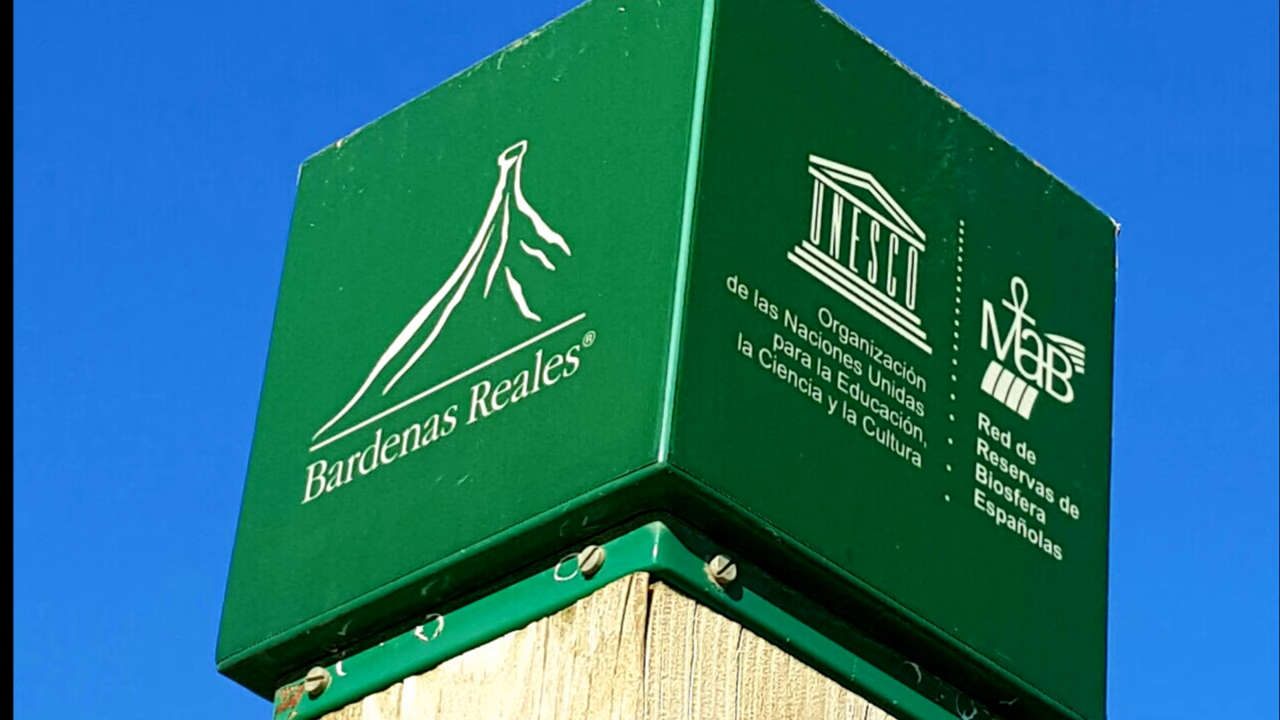 Bardenas Reales®
UNESCO
Organización
de las Naciones Unidas
para la Educación,
la Ciencia y la Cultura
MaB
Red de
Reservas de
Biosfera
Españolas